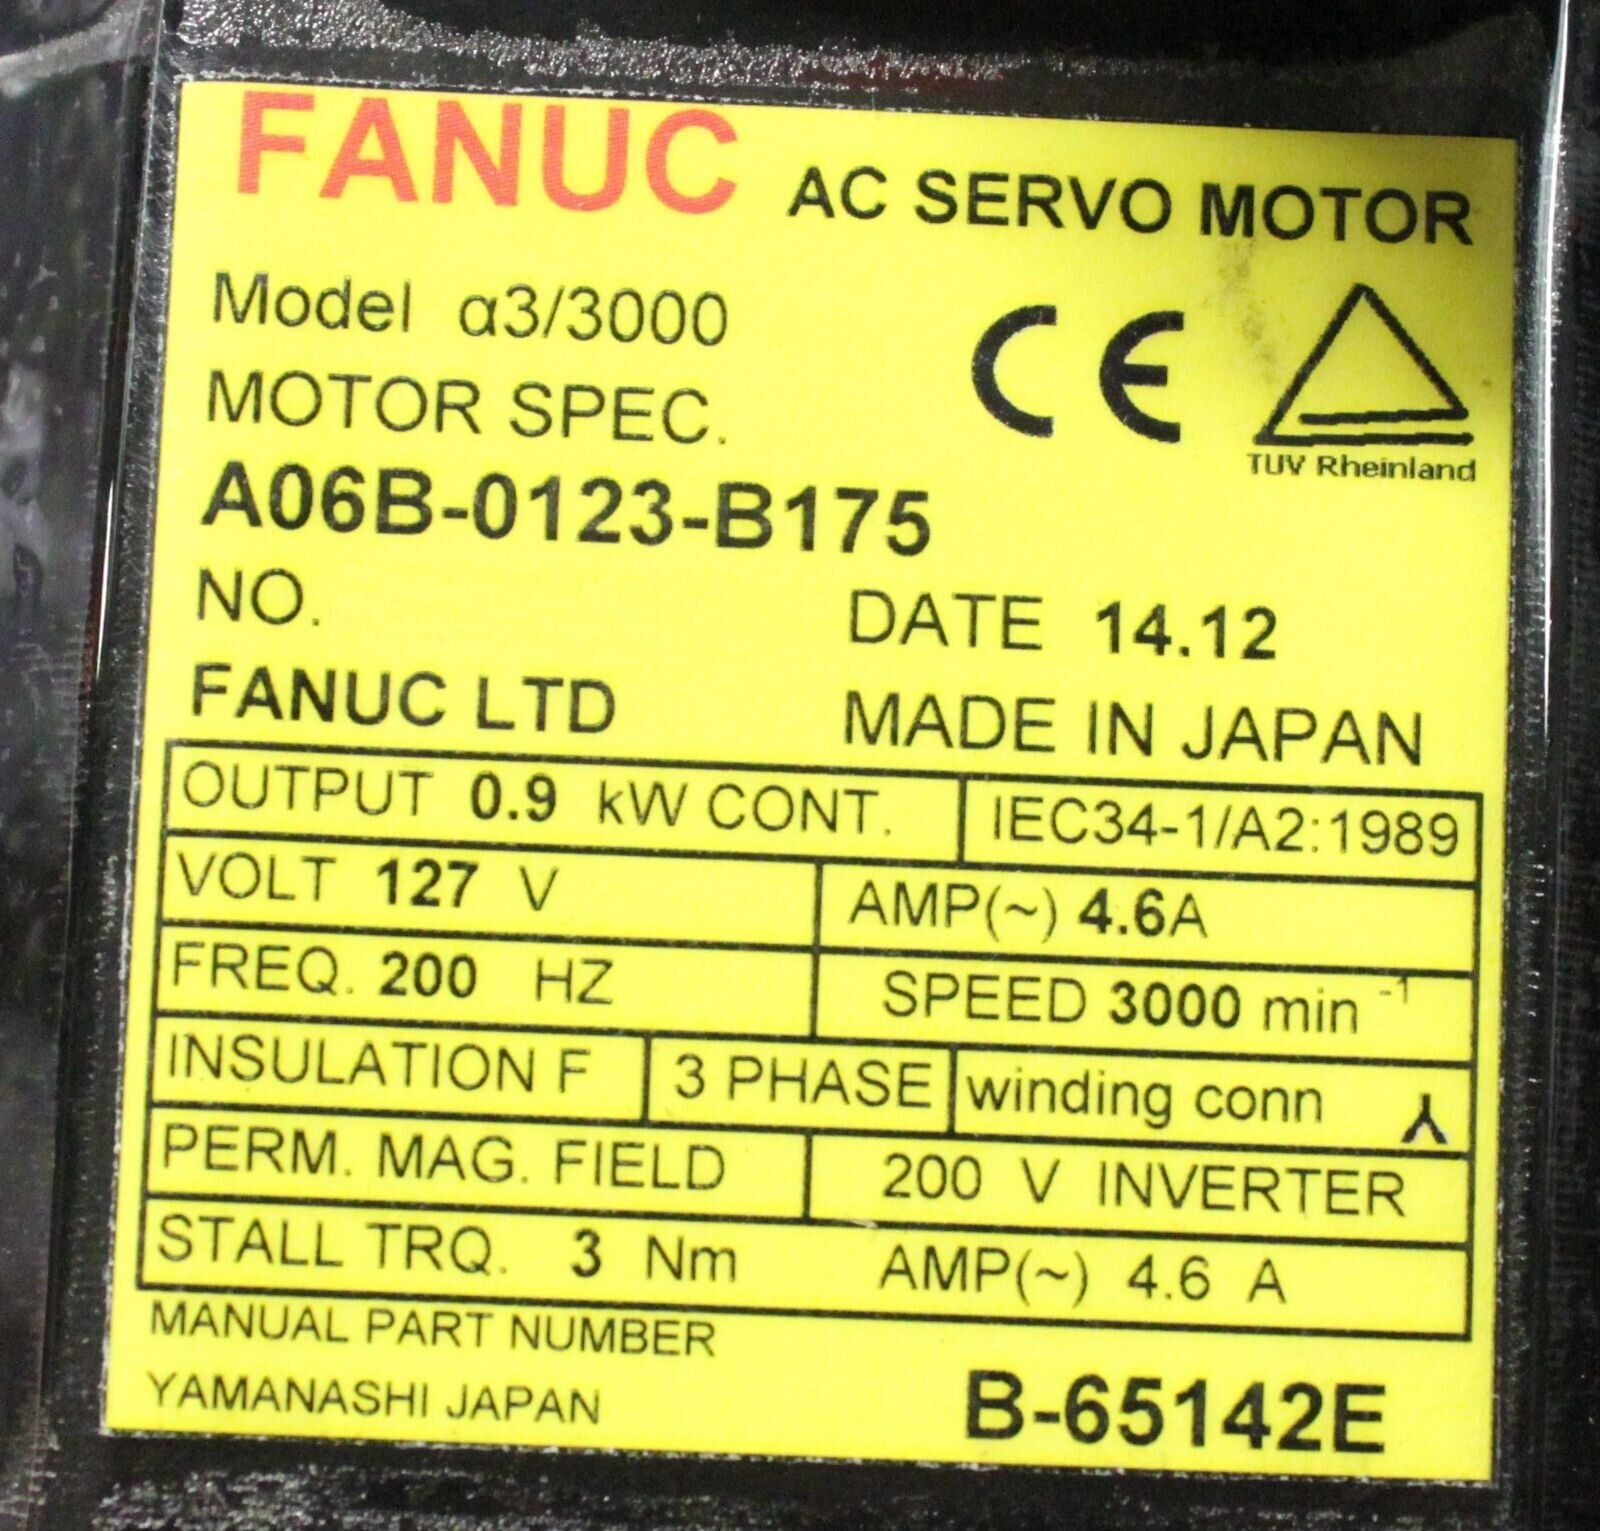 FANUC AC SERVO MOTOR
Model α3/3000
CE
MOTOR SPEC.
TUV Rheinland
A06B-0123-B175
NO. DATE 14.12
FANUC LTD MADE IN JAPAN
OUTPUT 0.9 kW CONT. IEC34-1/A2:1989
VOLT 127 V AMP(~) 4.6A
FREQ. 200 HZ SPEED 3000 min⁻¹
INSULATION F 3 PHASE winding conn
PERM. MAG. FIELD 200 V INVERTER
STALL TRQ. 3 Nm AMP(~) 4.6 A
MANUAL PART NUMBER
YAMANASHI JAPAN B-65142E